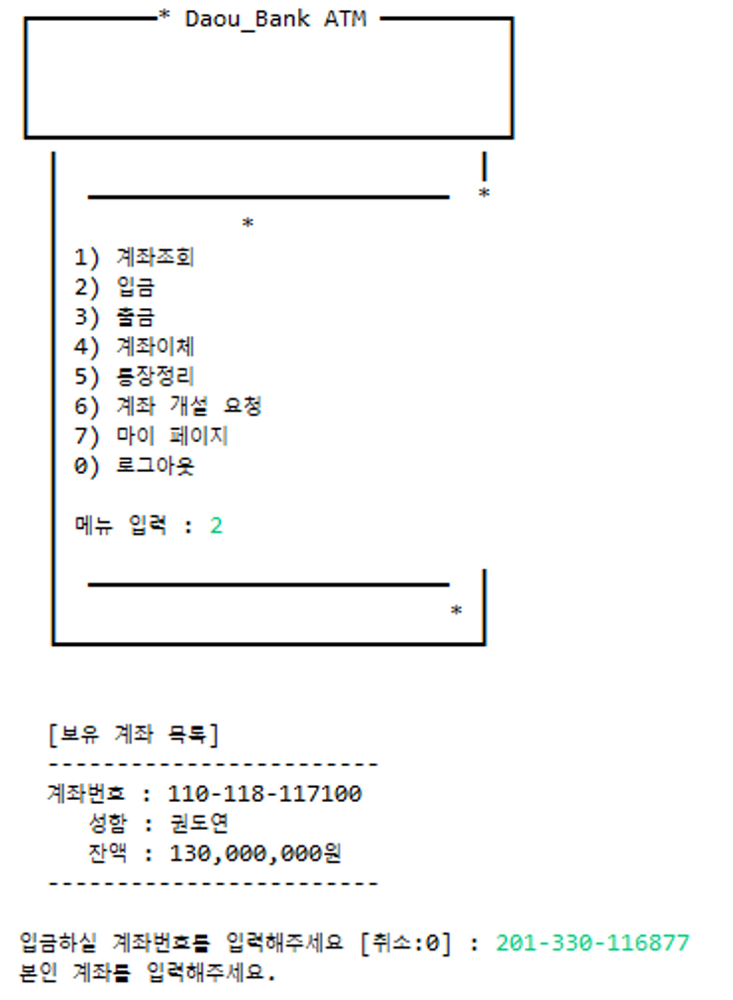 * Daou_Bank ATM
*
*
1) 계좌조회
2) 입금
3) 출금
4) 계좌이체
5) 통장정리
6) 계좌 개설 요청
7) 마이 페이지
0) 로그아웃
메뉴 입력 : 2
*
[보유 계좌 목록]
------------------------
계좌번호 : 110-118-117100
성함 : 권도연
잔액 : 130,000,000원
------------------------
입금하실 계좌번호를 입력해주세요 [취소:0] : 201-330-116877
본인 계좌를 입력해주세요.